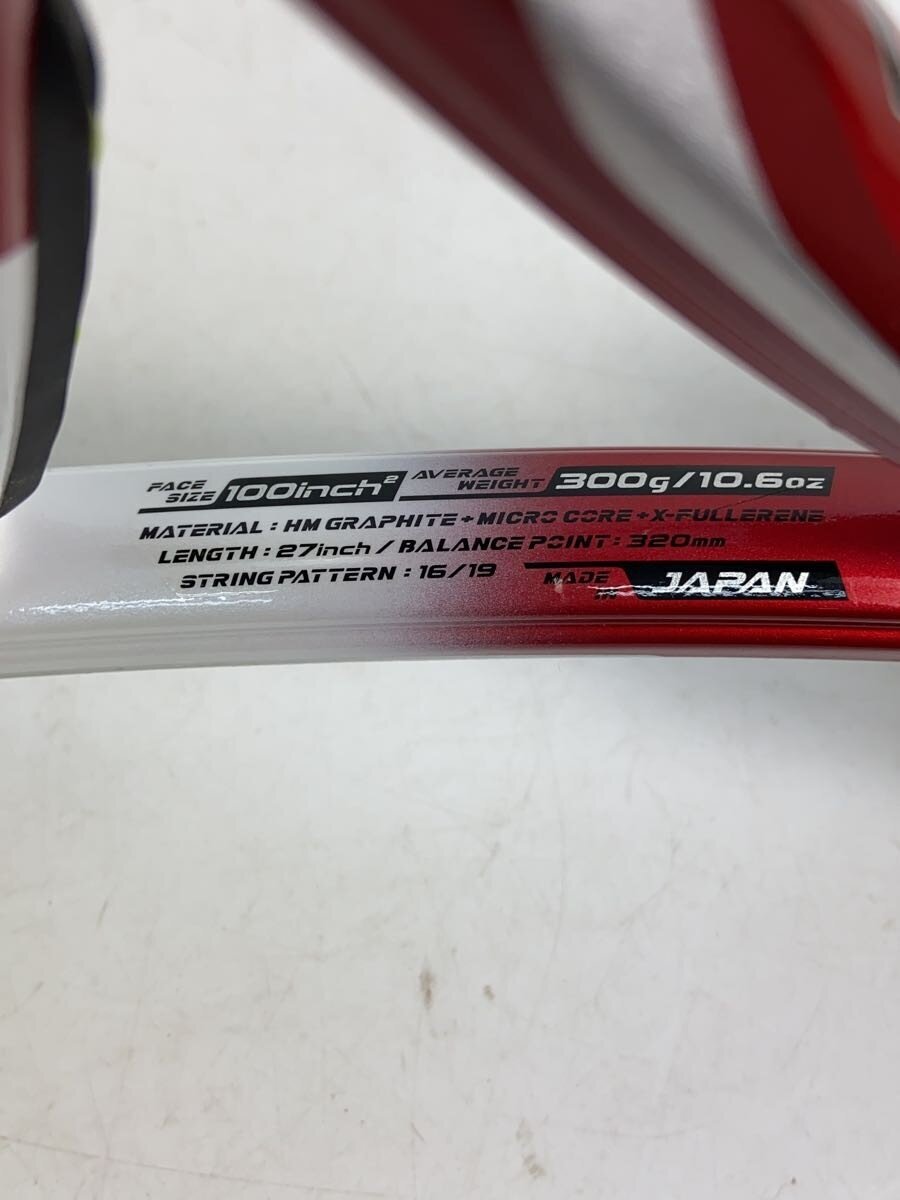 FACE SIZE 100inch² AVERAGE WEIGHT 300g/10.6oz
MATERIAL : HM GRAPHITE + MICRO CORE + X-FULLERENE
LENGTH : 27inch / BALANCE POINT : 320mm
STRING PATTERN : 16/19 MADE IN JAPAN